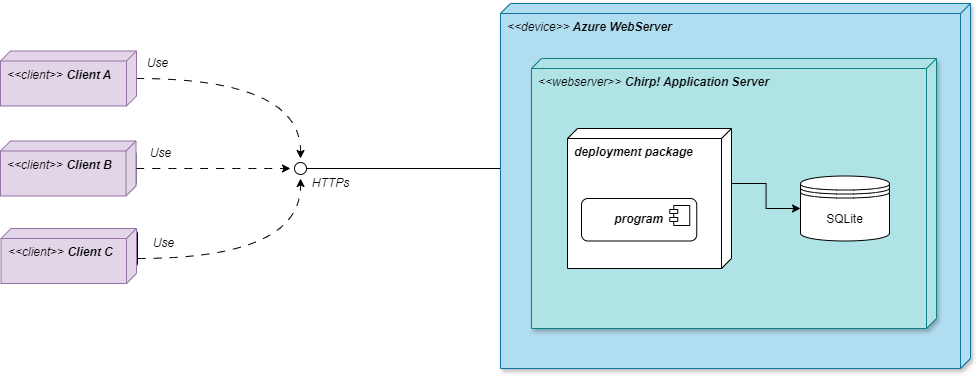 <<client>> Client A
Use
<<client>> Client B
Use
<<client>> Client C
Use
HTTPs
<<device>> Azure WebServer
<<webserver>> Chirp! Application Server
deployment package
program
SQLite